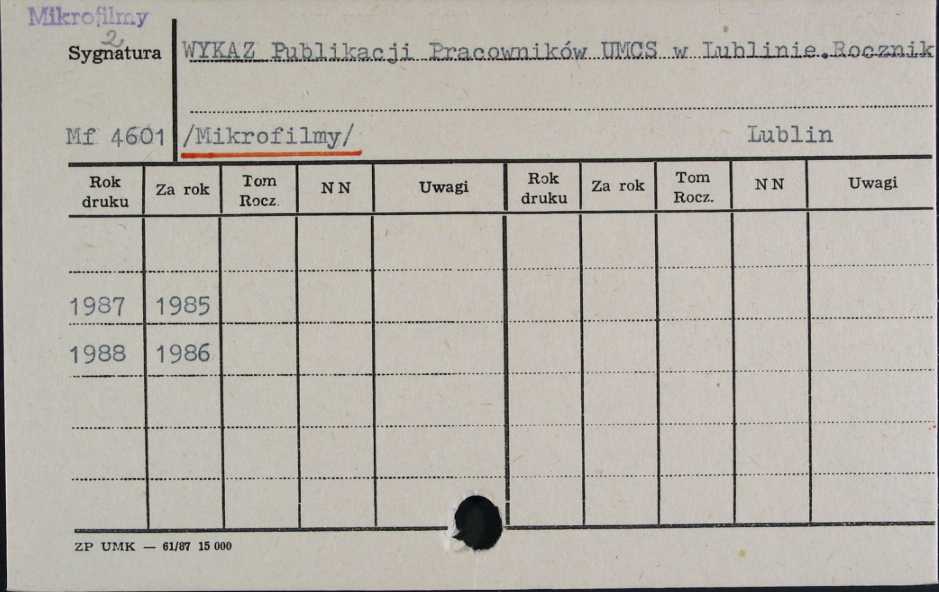 Mikrofilmy
2
Sygnatura WYKAZ Publikacji Pracowników UMCS w Lublinie.Rocznik
Mf 4601 /Mikrofilmy/ Lublin
Rok druku Za rok Tom Rocz. NN Uwagi Rok druku Za rok Tom Rocz. NN Uwagi
1987 1985
1988 1986
ZP UMK — 61/87 15 000